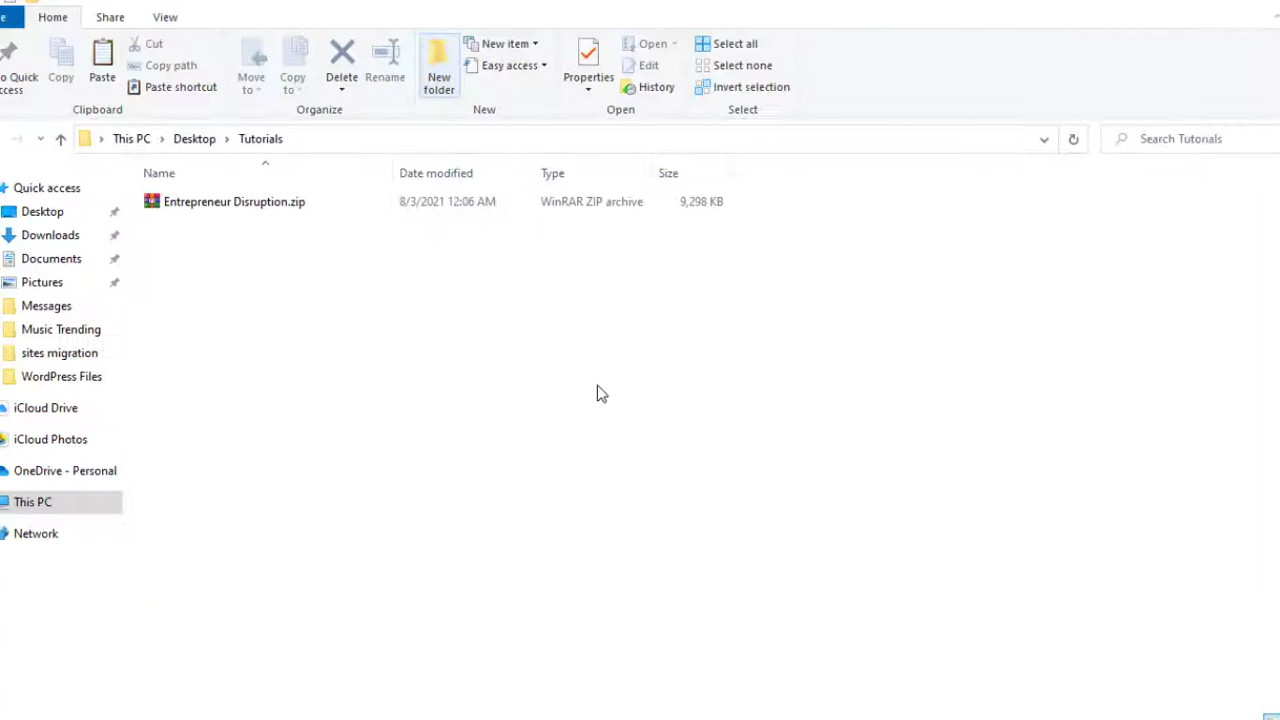 e
Home
Share
View
o Quick
ccess
Copy
Paste
Cut
Copy path
Paste shortcut
Clipboard
Move
to
Copy
to
Delete
Rename
Organize
New
folder
New item
Easy access
New
Properties
Open
Edit
History
Open
Select all
Select none
Invert selection
Select
This PC
Desktop
Tutorials
Search Tutorials
Name
Date modified
Type
Size
Entrepreneur Disruption.zip
8/3/2021 12:06 AM
WinRAR ZIP archive
9,298 KB
Quick access
Desktop
Downloads
Documents
Pictures
Messages
Music Trending
sites migration
WordPress Files
iCloud Drive
iCloud Photos
OneDrive - Personal
This PC
Network